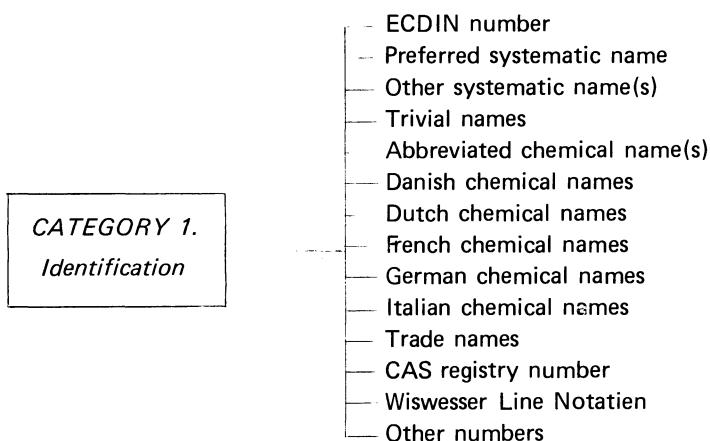 ECDIN number
Preferred systematic name
Other systematic name(s)
Trivial names
Abbreviated chemical name(s)
Danish chemical names
Dutch chemical names
French chemical names
German chemical names
Italian chemical names
Trade names
CAS registry number
Wiswesser Line Notatien
Other numbers
CATEGORY 1.
Identification